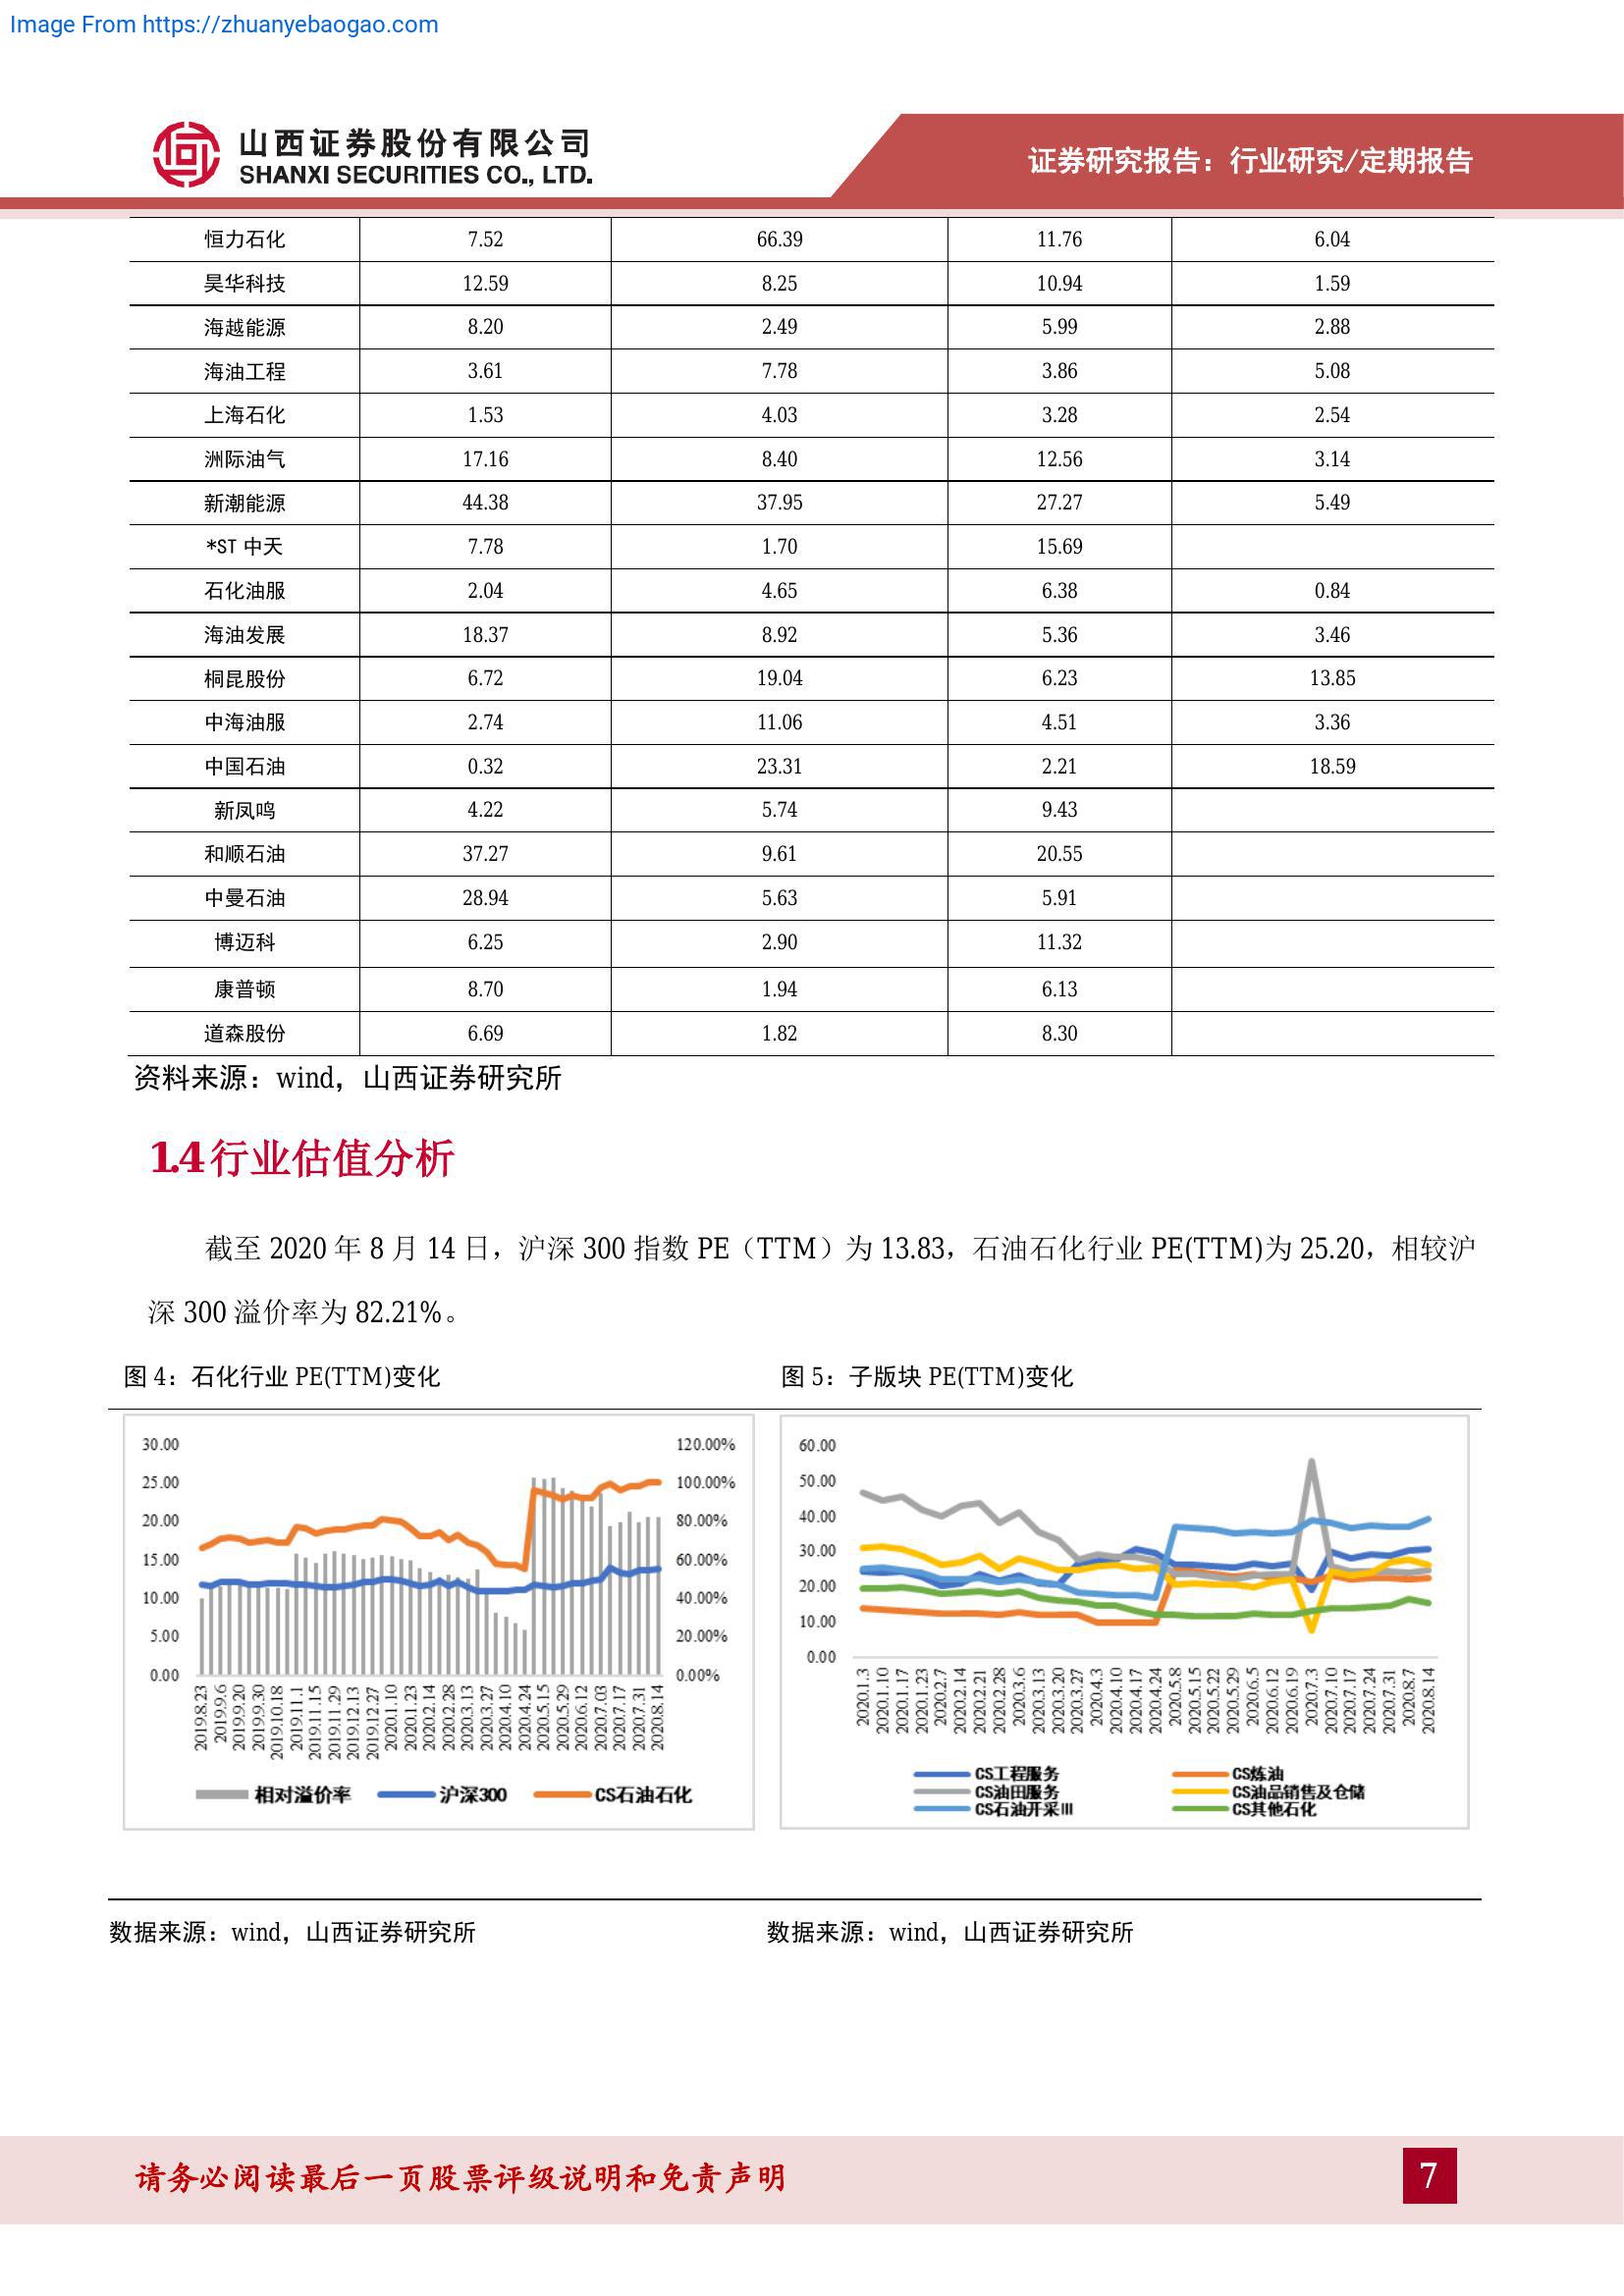 Image From https://zhuanyebaogao.com
山西证券股份有限公司
SHANXI SECURITIES CO., LTD.
证券研究报告：行业研究/定期报告
恒力石化 7.52 66.39 11.76 6.04
昊华科技 12.59 8.25 10.94 1.59
海越能源 8.20 2.49 5.99 2.88
海油工程 3.61 7.78 3.86 5.08
上海石化 1.53 4.03 3.28 2.54
洲际油气 17.16 8.40 12.56 3.14
新潮能源 44.38 37.95 27.27 5.49
*ST 中天 7.78 1.70 15.69
石化油服 2.04 4.65 6.38 0.84
海油发展 18.37 8.92 5.36 3.46
桐昆股份 6.72 19.04 6.23 13.85
中海油服 2.74 11.06 4.51 3.36
中国石油 0.32 23.31 2.21 18.59
新凤鸣 4.22 5.74 9.43
和顺石油 37.27 9.61 20.55
中曼石油 28.94 5.63 5.91
博迈科 6.25 2.90 11.32
康普顿 8.70 1.94 6.13
道森股份 6.69 1.82 8.30
资料来源：wind，山西证券研究所
1.4 行业估值分析
截至 2020 年 8 月 14 日，沪深 300 指数 PE（TTM）为 13.83，石油石化行业 PE(TTM)为 25.20，相较沪
深 300 溢价率为 82.21%。
图 4：石化行业 PE(TTM)变化
30.00 120.00%
25.00 100.00%
20.00 80.00%
15.00 60.00%
10.00 40.00%
5.00 20.00%
0.00 0.00%
2019.8.23 2019.9.6 2019.9.20 2019.9.30 2019.10.18 2019.11.1 2019.11.15 2019.11.29 2019.12.13 2019.12.27 2020.1.10 2020.1.23 2020.2.14 2020.2.28 2020.3.13 2020.3.27 2020.4.10 2020.4.24 2020.5.15 2020.5.29 2020.6.12 2020.7.03 2020.7.17 2020.7.31 2020.8.14
相对溢价率 沪深300 CS石油石化
图 5：子版块 PE(TTM)变化
60.00
50.00
40.00
30.00
20.00
10.00
0.00
2020.1.3 2020.1.10 2020.1.17 2020.1.23 2020.2.7 2020.2.14 2020.2.21 2020.2.28 2020.3.6 2020.3.13 2020.3.20 2020.3.27 2020.4.3 2020.4.10 2020.4.17 2020.4.24 2020.5.8 2020.5.15 2020.5.22 2020.5.29 2020.6.5 2020.6.12 2020.6.19 2020.7.3 2020.7.10 2020.7.17 2020.7.24 2020.7.31 2020.8.7 2020.8.14
CS工程服务 CS炼油
CS油田服务 CS油品销售及仓储
CS石油开采III CS其他石化
数据来源：wind，山西证券研究所
数据来源：wind，山西证券研究所
请务必阅读最后一页股票评级说明和免责声明
7